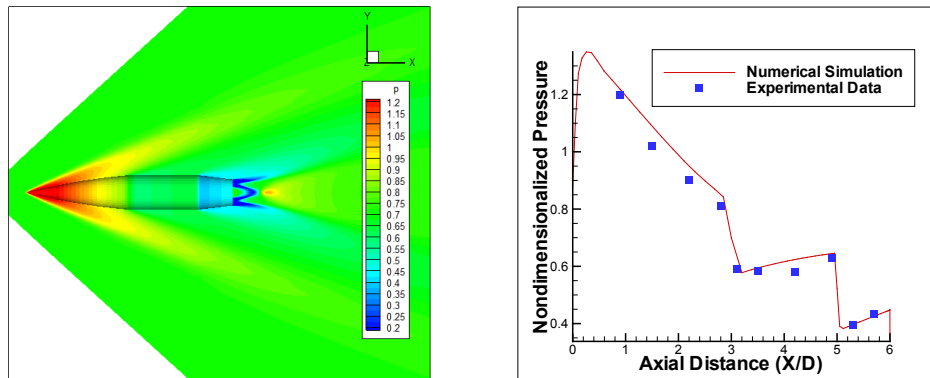 Y
Z
X
p
1.2
1.15
1.1
1.05
1
0.95
0.9
0.85
0.8
0.75
0.7
0.65
0.6
0.55
0.5
0.45
0.4
0.35
0.3
0.25
0.2
Nondimensionalized Pressure
1.2
1
0.8
0.6
0.4
Numerical Simulation
Experimental Data
0 1 2 3 4 5 6
Axial Distance (X/D)